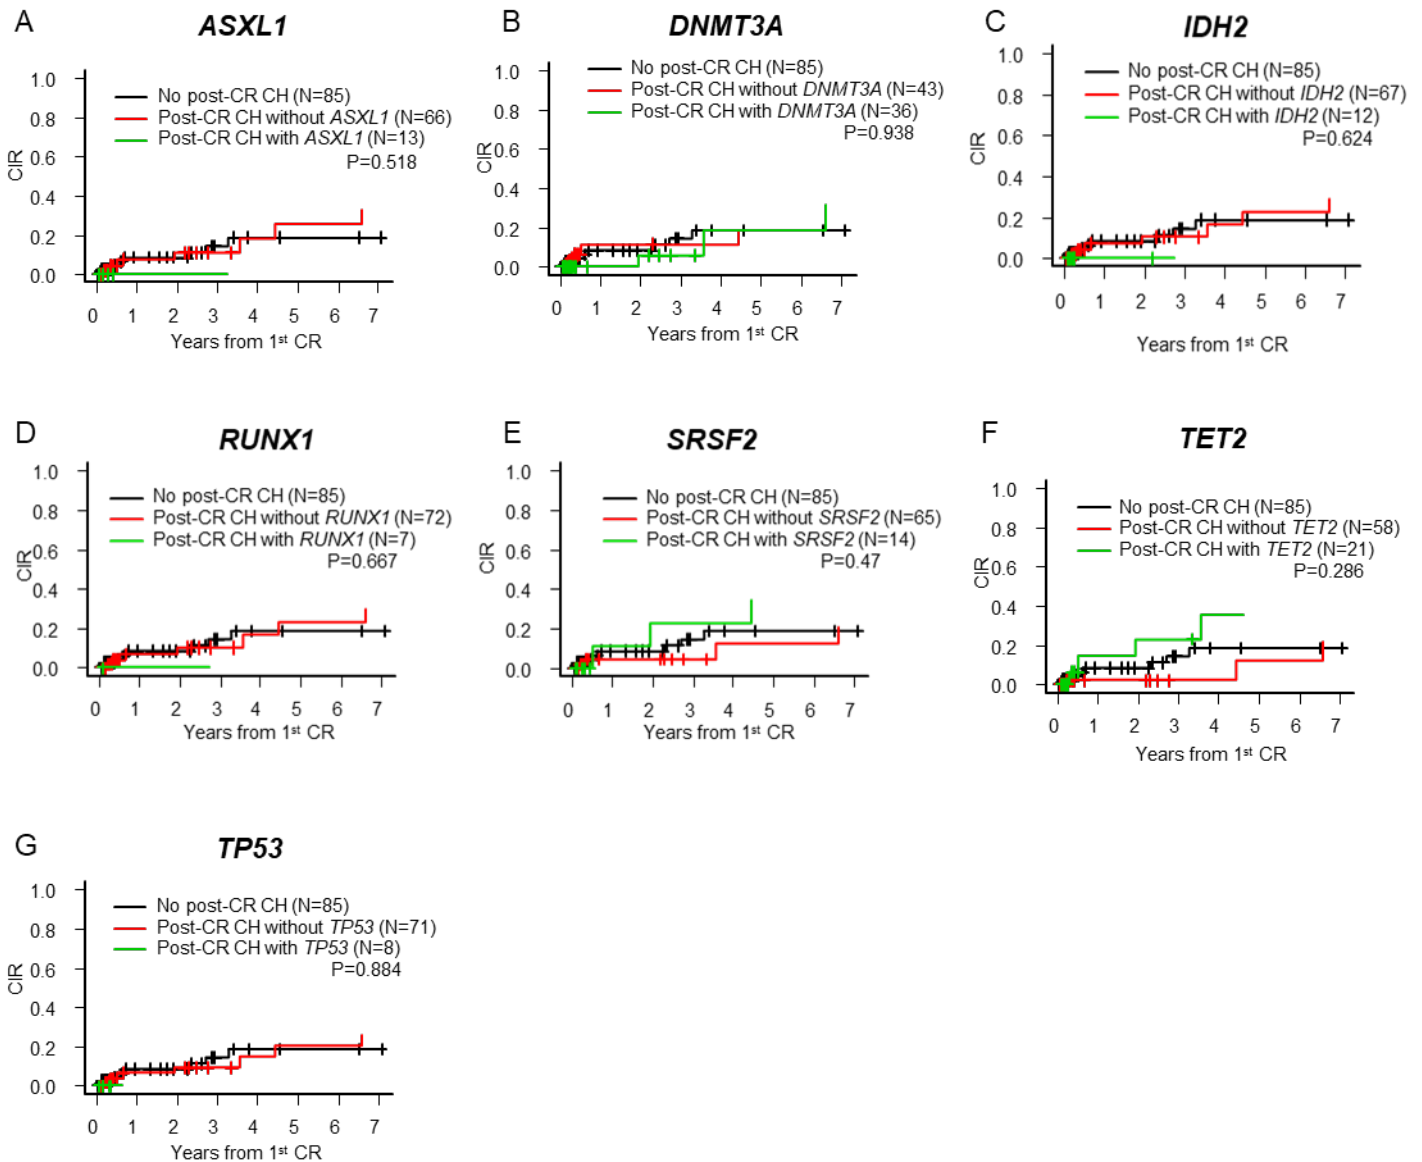 A
ASXL1
1.0
0.8
0.6
0.4
0.2
0.0
CIR
No post-CR CH (N=85)
Post-CR CH without ASXL1 (N=66)
Post-CR CH with ASXL1 (N=13)
P=0.518
0 1 2 3 4 5 6 7
Years from 1st CR
B
DNMT3A
1.0
0.8
0.6
0.4
0.2
0.0
CIR
No post-CR CH (N=85)
Post-CR CH without DNMT3A (N=43)
Post-CR CH with DNMT3A (N=36)
P=0.938
0 1 2 3 4 5 6 7
Years from 1st CR
C
IDH2
1.0
0.8
0.6
0.4
0.2
0.0
CIR
No post-CR CH (N=85)
Post-CR CH without IDH2 (N=67)
Post-CR CH with IDH2 (N=12)
P=0.624
0 1 2 3 4 5 6 7
Years from 1st CR
D
RUNX1
1.0
0.8
0.6
0.4
0.2
0.0
CIR
No post-CR CH (N=85)
Post-CR CH without RUNX1 (N=72)
Post-CR CH with RUNX1 (N=7)
P=0.667
0 1 2 3 4 5 6 7
Years from 1st CR
E
SRSF2
1.0
0.8
0.6
0.4
0.2
0.0
CIR
No post-CR CH (N=85)
Post-CR CH without SRSF2 (N=65)
Post-CR CH with SRSF2 (N=14)
P=0.47
0 1 2 3 4 5 6 7
Years from 1st CR
F
TET2
1.0
0.8
0.6
0.4
0.2
0.0
CIR
No post-CR CH (N=85)
Post-CR CH without TET2 (N=58)
Post-CR CH with TET2 (N=21)
P=0.286
0 1 2 3 4 5 6 7
Years from 1st CR
G
TP53
1.0
0.8
0.6
0.4
0.2
0.0
CIR
No post-CR CH (N=85)
Post-CR CH without TP53 (N=71)
Post-CR CH with TP53 (N=8)
P=0.884
0 1 2 3 4 5 6 7
Years from 1st CR